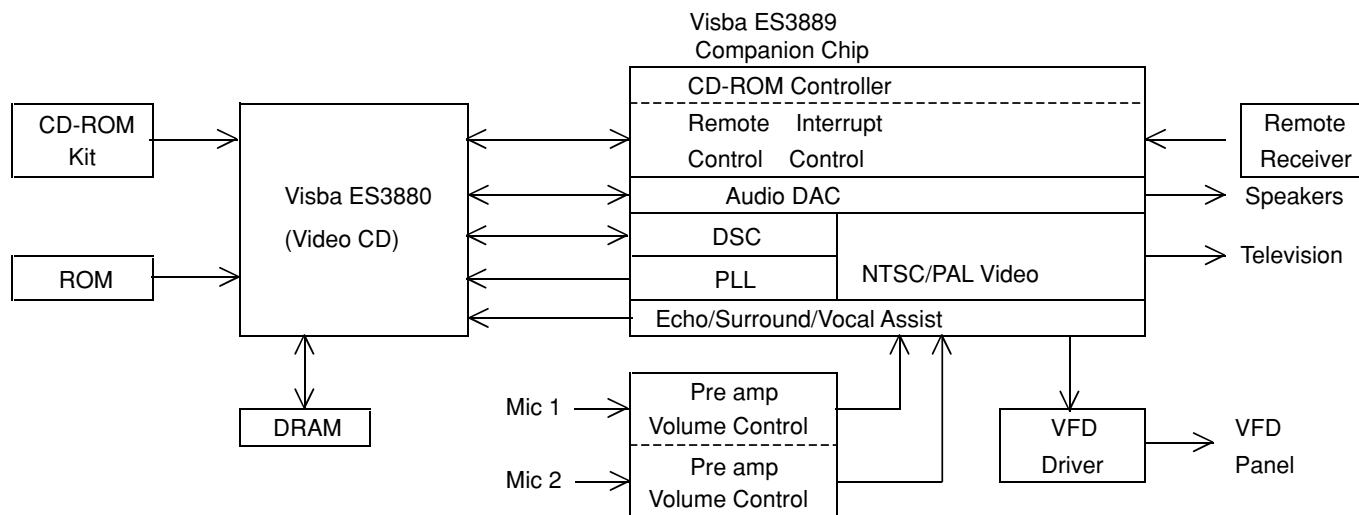 Visba ES3889
Companion Chip
CD-ROM Controller
CD-ROM
Kit
Remote Interrupt
Control Control
Remote
Receiver
Visba ES3880
(Video CD)
Audio DAC
Speakers
DSC
NTSC/PAL Video
Television
ROM
PLL
Echo/Surround/Vocal Assist
DRAM
Mic 1
Pre amp
Volume Control
Mic 2
Pre amp
Volume Control
VFD
Driver
VFD
Panel